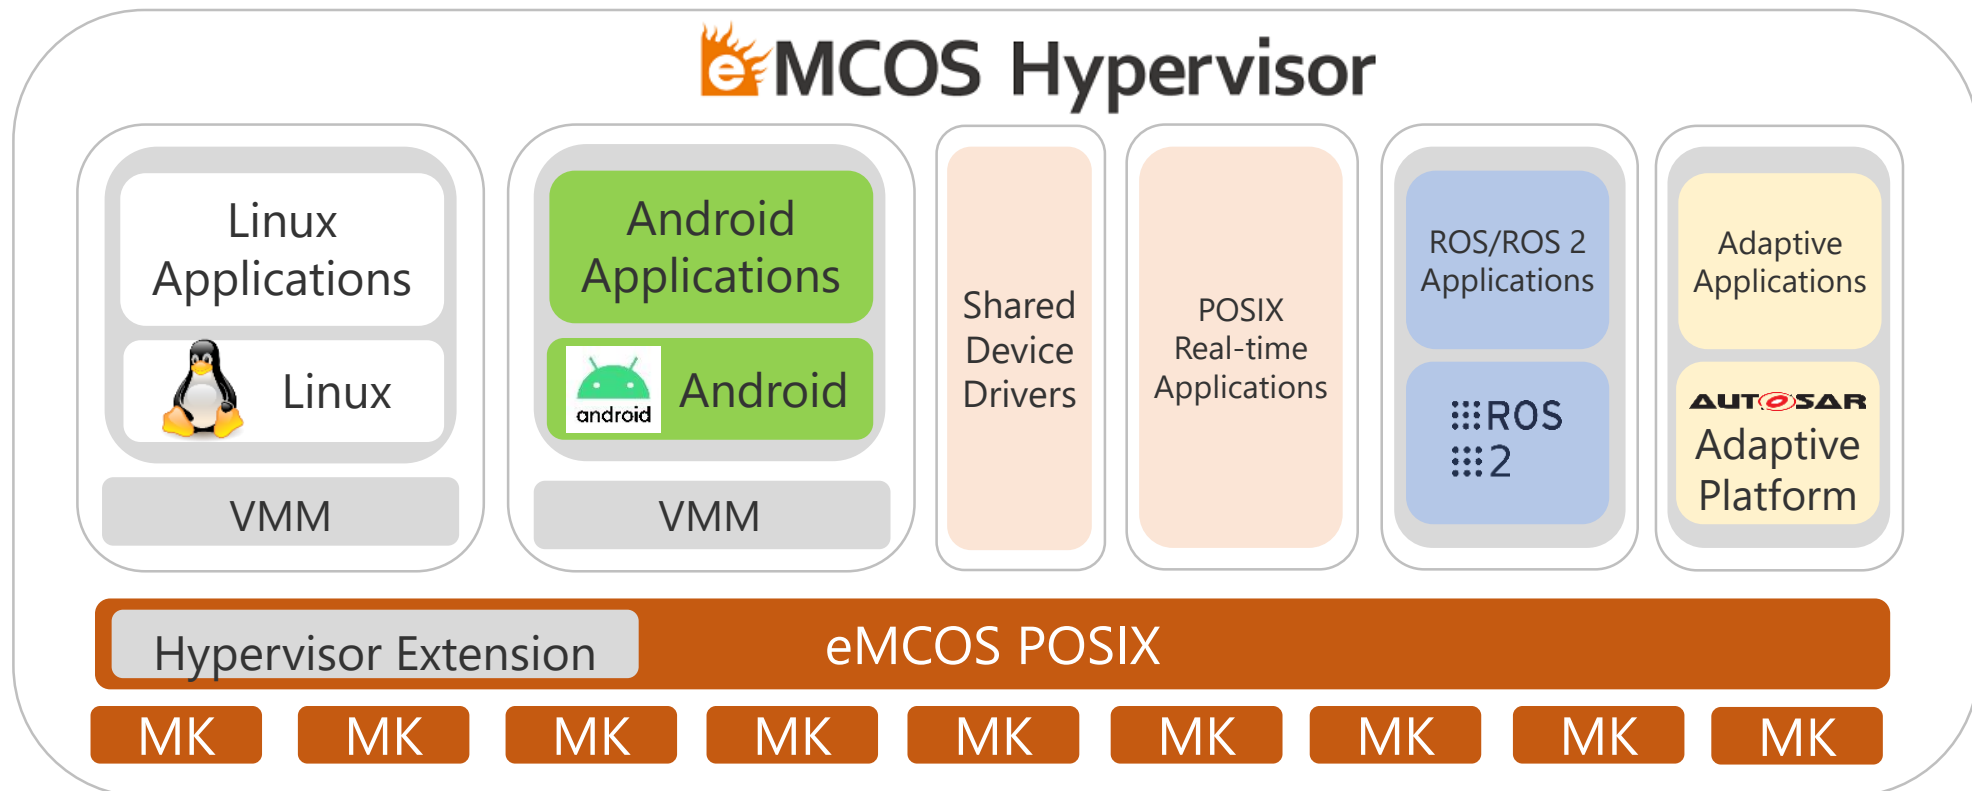 eMCOS Hypervisor
Linux
Applications
Linux
VMM
Android
Applications
android
Android
VMM
Shared
Device
Drivers
POSIX
Real-time
Applications
ROS/ROS 2
Applications
ROS
2
Adaptive
Applications
AUTOSAR
Adaptive
Platform
Hypervisor Extension
eMCOS POSIX
MK MK MK MK MK MK MK MK MK